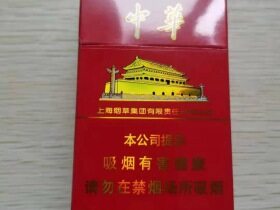 中華
上海烟草集团有限责任
本公司提示
吸烟有害健康
请勿在禁烟场所吸烟